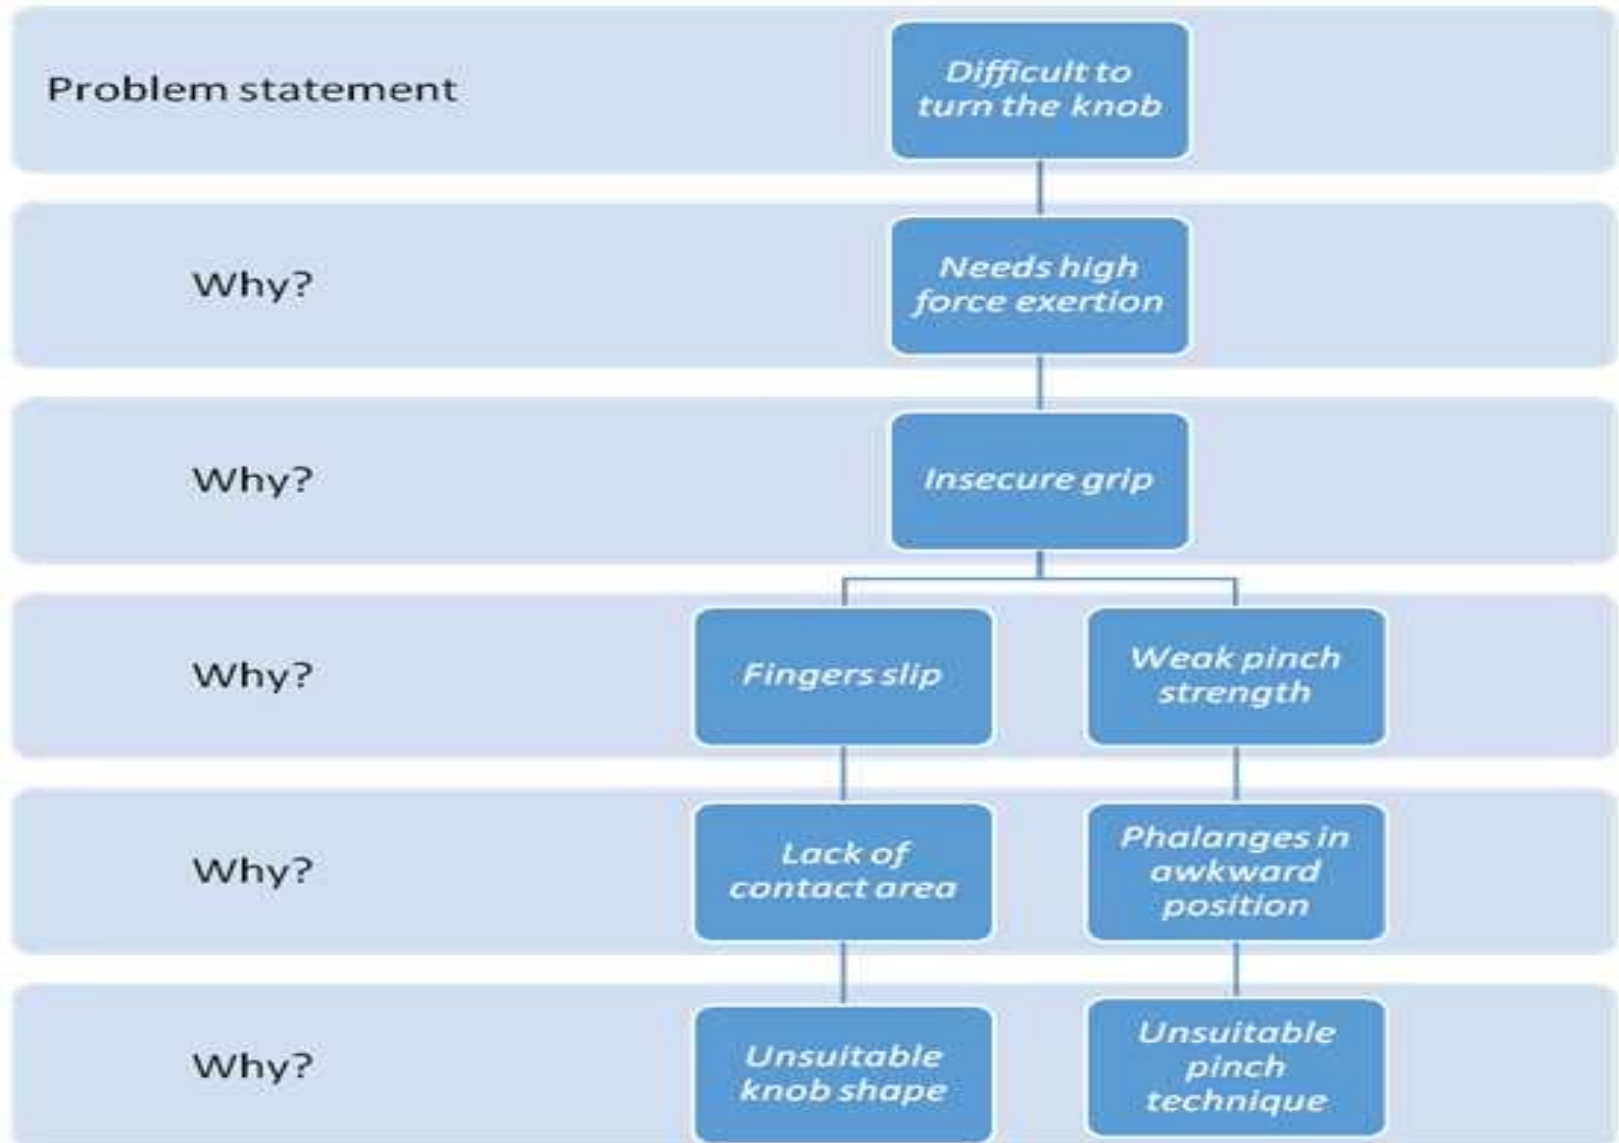 Problem statement
Difficult to
turn the knob
Why?
Needs high
force exertion
Why?
Insecure grip
Why?
Fingers slip
Weak pinch
strength
Why?
Lack of
contact area
Phalanges in
awkward
position
Why?
Unsuitable
knob shape
Unsuitable
pinch
technique